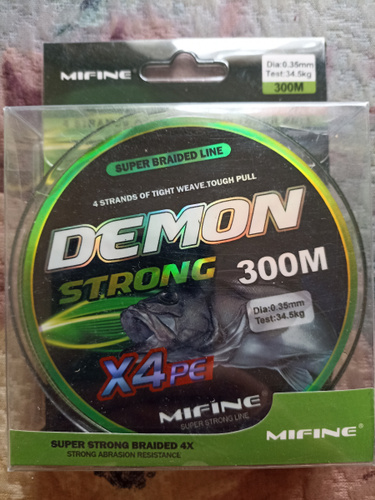 MIFINE
Dia:0.35mm
Test:34.5kg
300M
SUPER BRAIDED LINE
4 STRANDS OF TIGHT WEAVE.TOUGH PULL
DEMON
STRONG
300M
Dia:0.35mm
Test:34.5kg
X4PE
MIFINE
SUPER STRONG LINE
SUPER STRONG BRAIDED 4X
STRONG ABRASION RESISTANCE
MIFINE